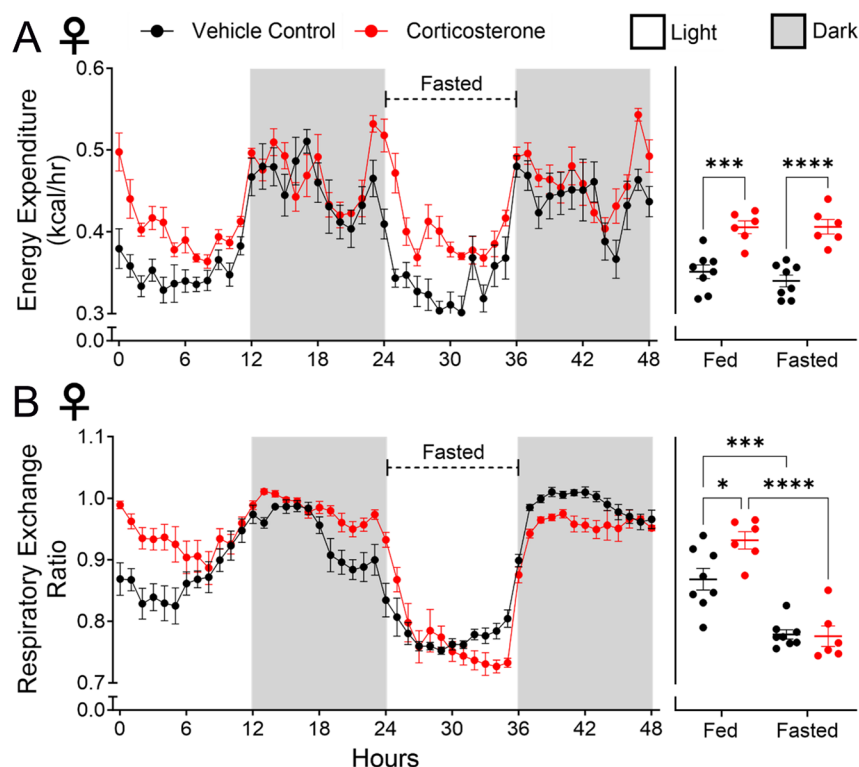 A ♀ Vehicle Control Corticosterone Light Dark
Energy Expenditure
(kcal/hr)
0.6
0.5
0.4
0.3
0.0
Fasted
0 6 12 18 24 30 36 42 48
*** ****
Fed Fasted
B ♀
Respiratory Exchange
Ratio
1.1
1.0
0.9
0.8
0.7
0.0
Fasted
0 6 12 18 24 30 36 42 48
Hours
***
* ****
Fed Fasted